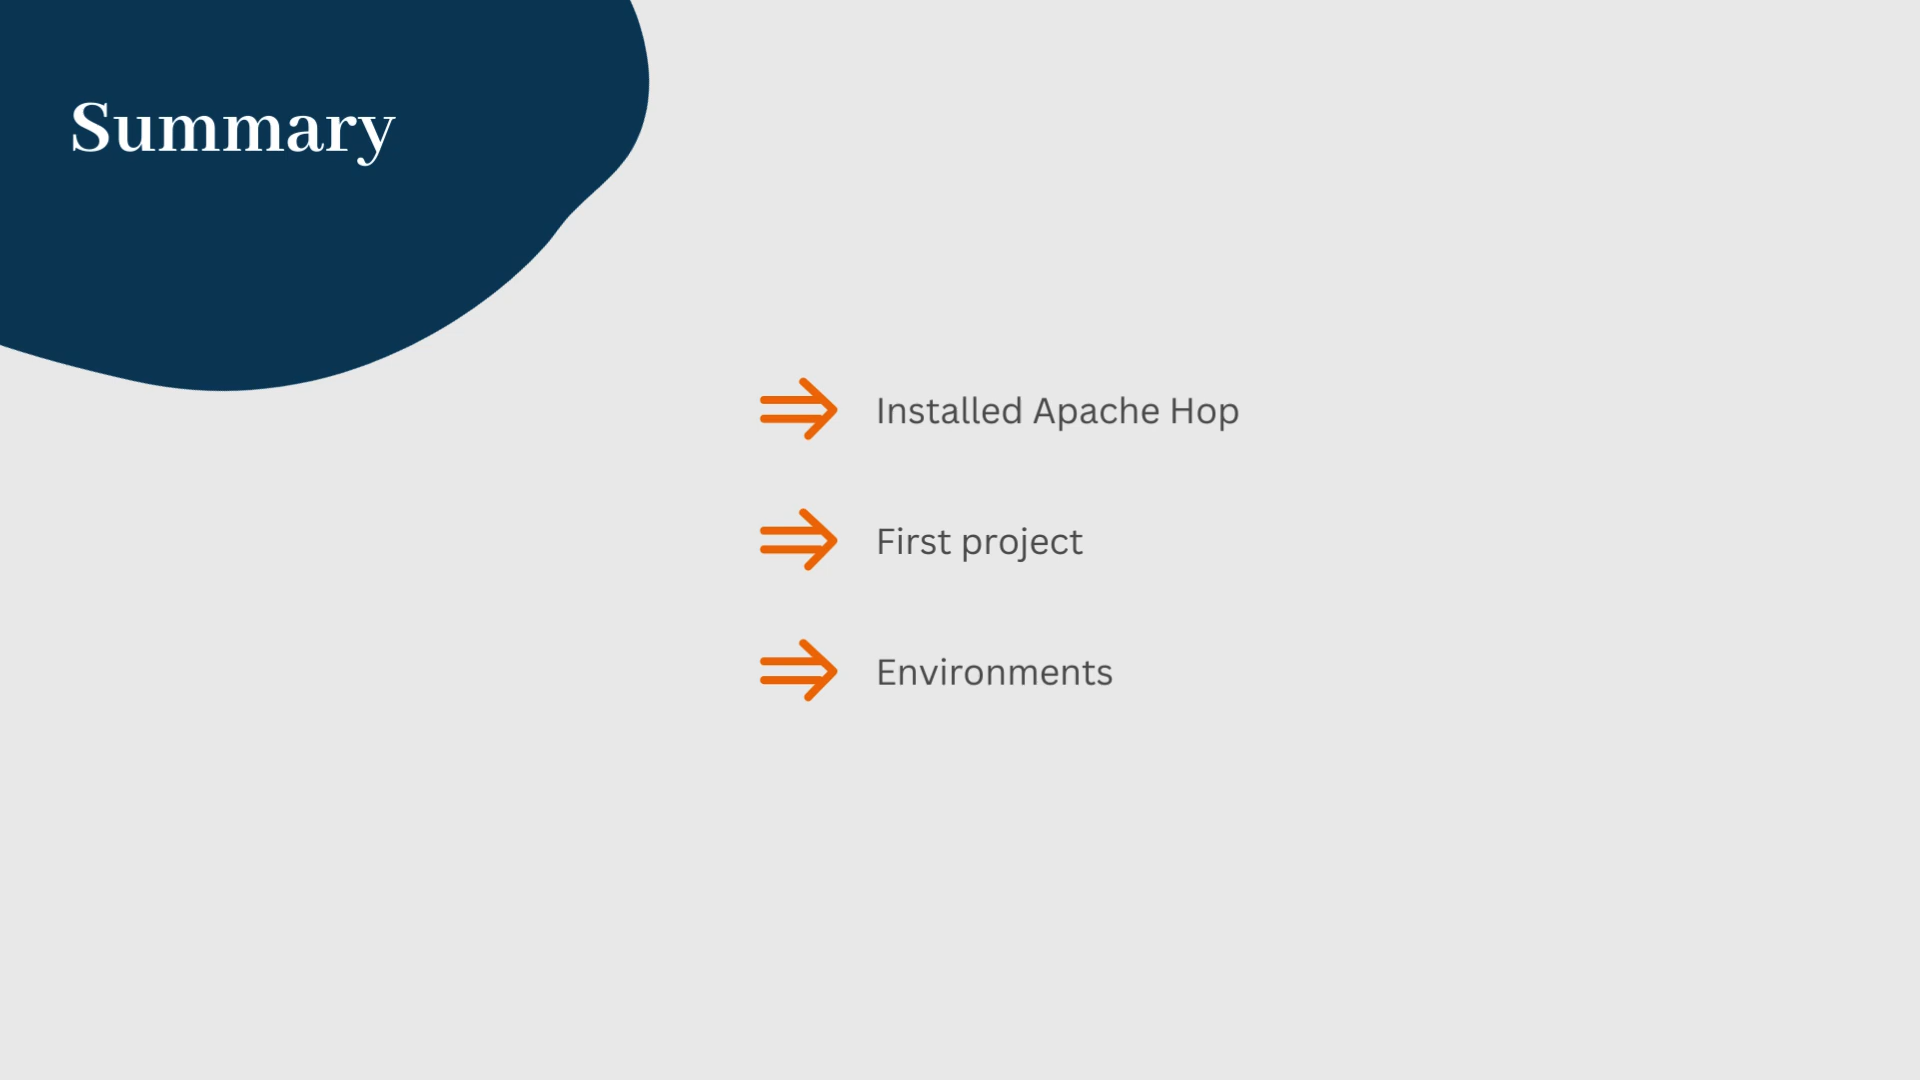 Summary
Installed Apache Hop
First project
Environments